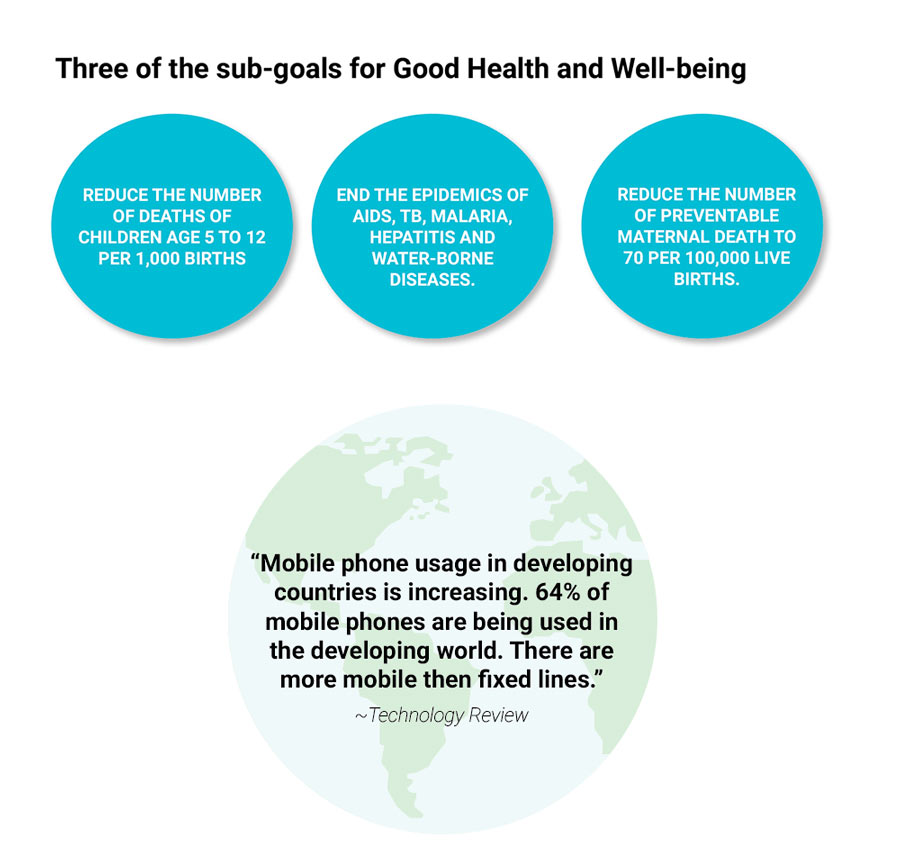 Three of the sub-goals for Good Health and Well-being
REDUCE THE NUMBER
OF DEATHS OF
CHILDREN AGE 5 TO 12
PER 1,000 BIRTHS
END THE EPIDEMICS OF
AIDS, TB, MALARIA,
HEPATITIS AND
WATER-BORNE
DISEASES.
REDUCE THE NUMBER
OF PREVENTABLE
MATERNAL DEATH TO
70 PER 100,000 LIVE
BIRTHS.
“Mobile phone usage in developing
countries is increasing. 64% of
mobile phones are being used in
the developing world. There are
more mobile then fixed lines.”
~Technology Review